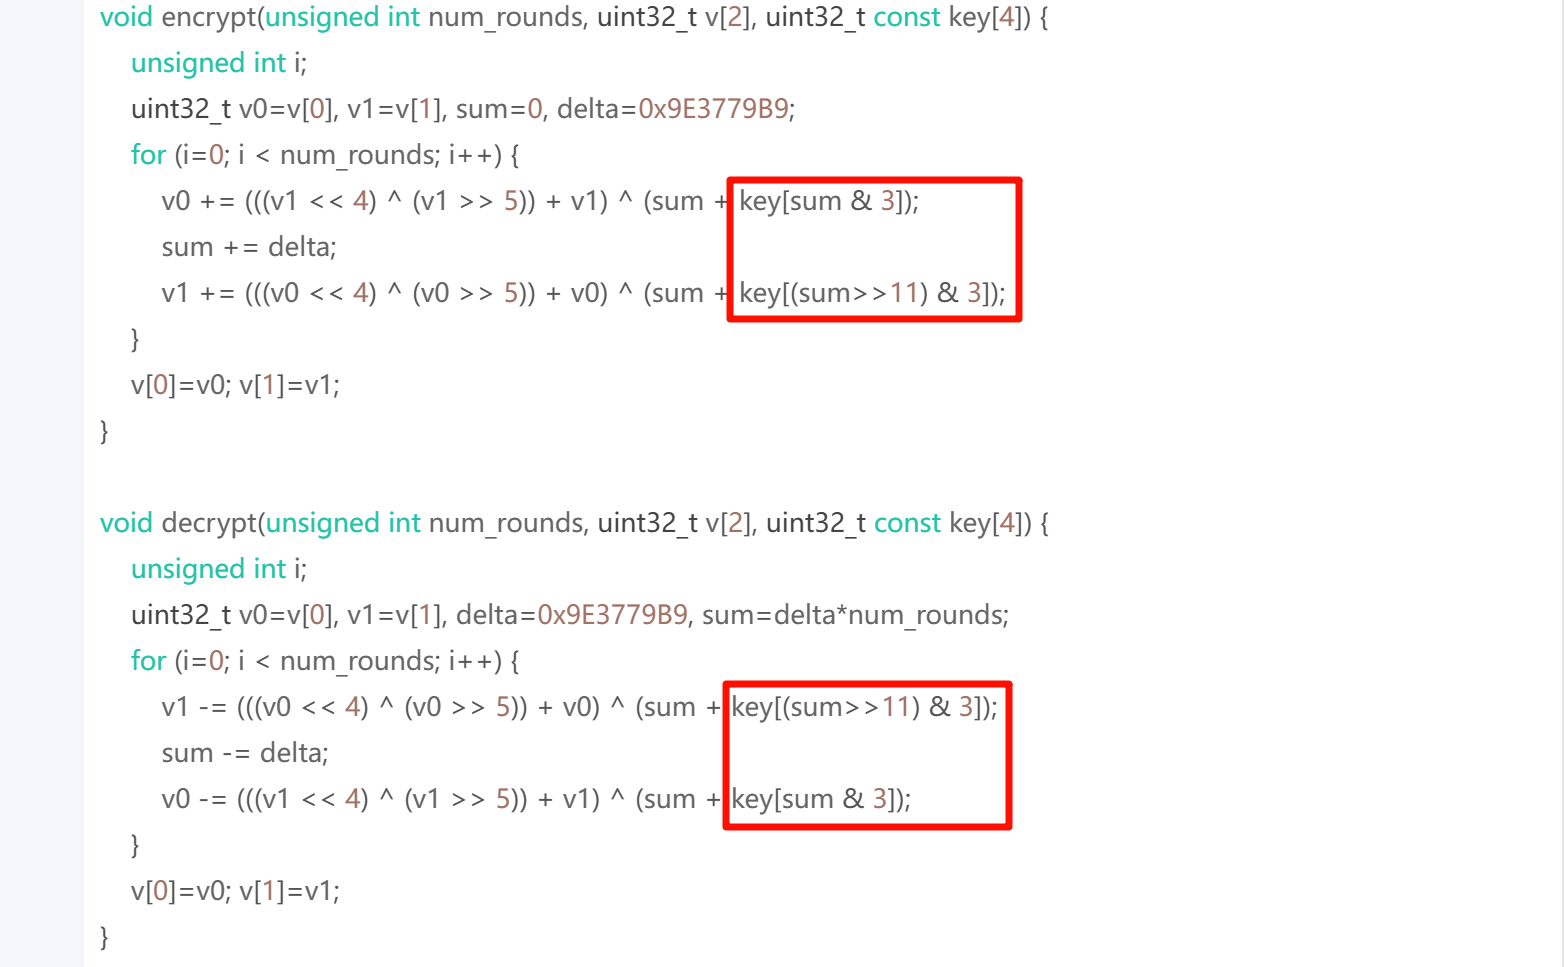 void encrypt(unsigned int num_rounds, uint32_t v[2], uint32_t const key[4]) {
unsigned int i;
uint32_t v0=v[0], v1=v[1], sum=0, delta=0x9E3779B9;
for (i=0; i < num_rounds; i++) {
v0 += (((v1 << 4) ^ (v1 >> 5)) + v1) ^ (sum + key[sum & 3]);
sum += delta;
v1 += (((v0 << 4) ^ (v0 >> 5)) + v0) ^ (sum + key[(sum>>11) & 3]);
}
v[0]=v0; v[1]=v1;
}
void decrypt(unsigned int num_rounds, uint32_t v[2], uint32_t const key[4]) {
unsigned int i;
uint32_t v0=v[0], v1=v[1], delta=0x9E3779B9, sum=delta*num_rounds;
for (i=0; i < num_rounds; i++) {
v1 -= (((v0 << 4) ^ (v0 >> 5)) + v0) ^ (sum + key[(sum>>11) & 3]);
sum -= delta;
v0 -= (((v1 << 4) ^ (v1 >> 5)) + v1) ^ (sum + key[sum & 3]);
}
v[0]=v0; v[1]=v1;
}